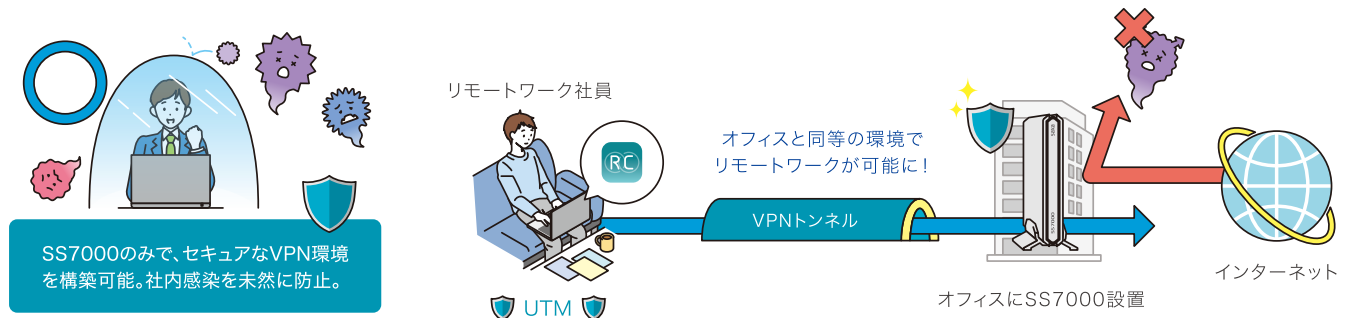 SS7000のみで、セキュアなVPN環境
を構築可能。社内感染を未然に防止。
リモートワーク社員
RC
UTM
オフィスと同等の環境で
リモートワークが可能に!
VPNトンネル
SS7000
オフィスにSS7000設置
インターネット